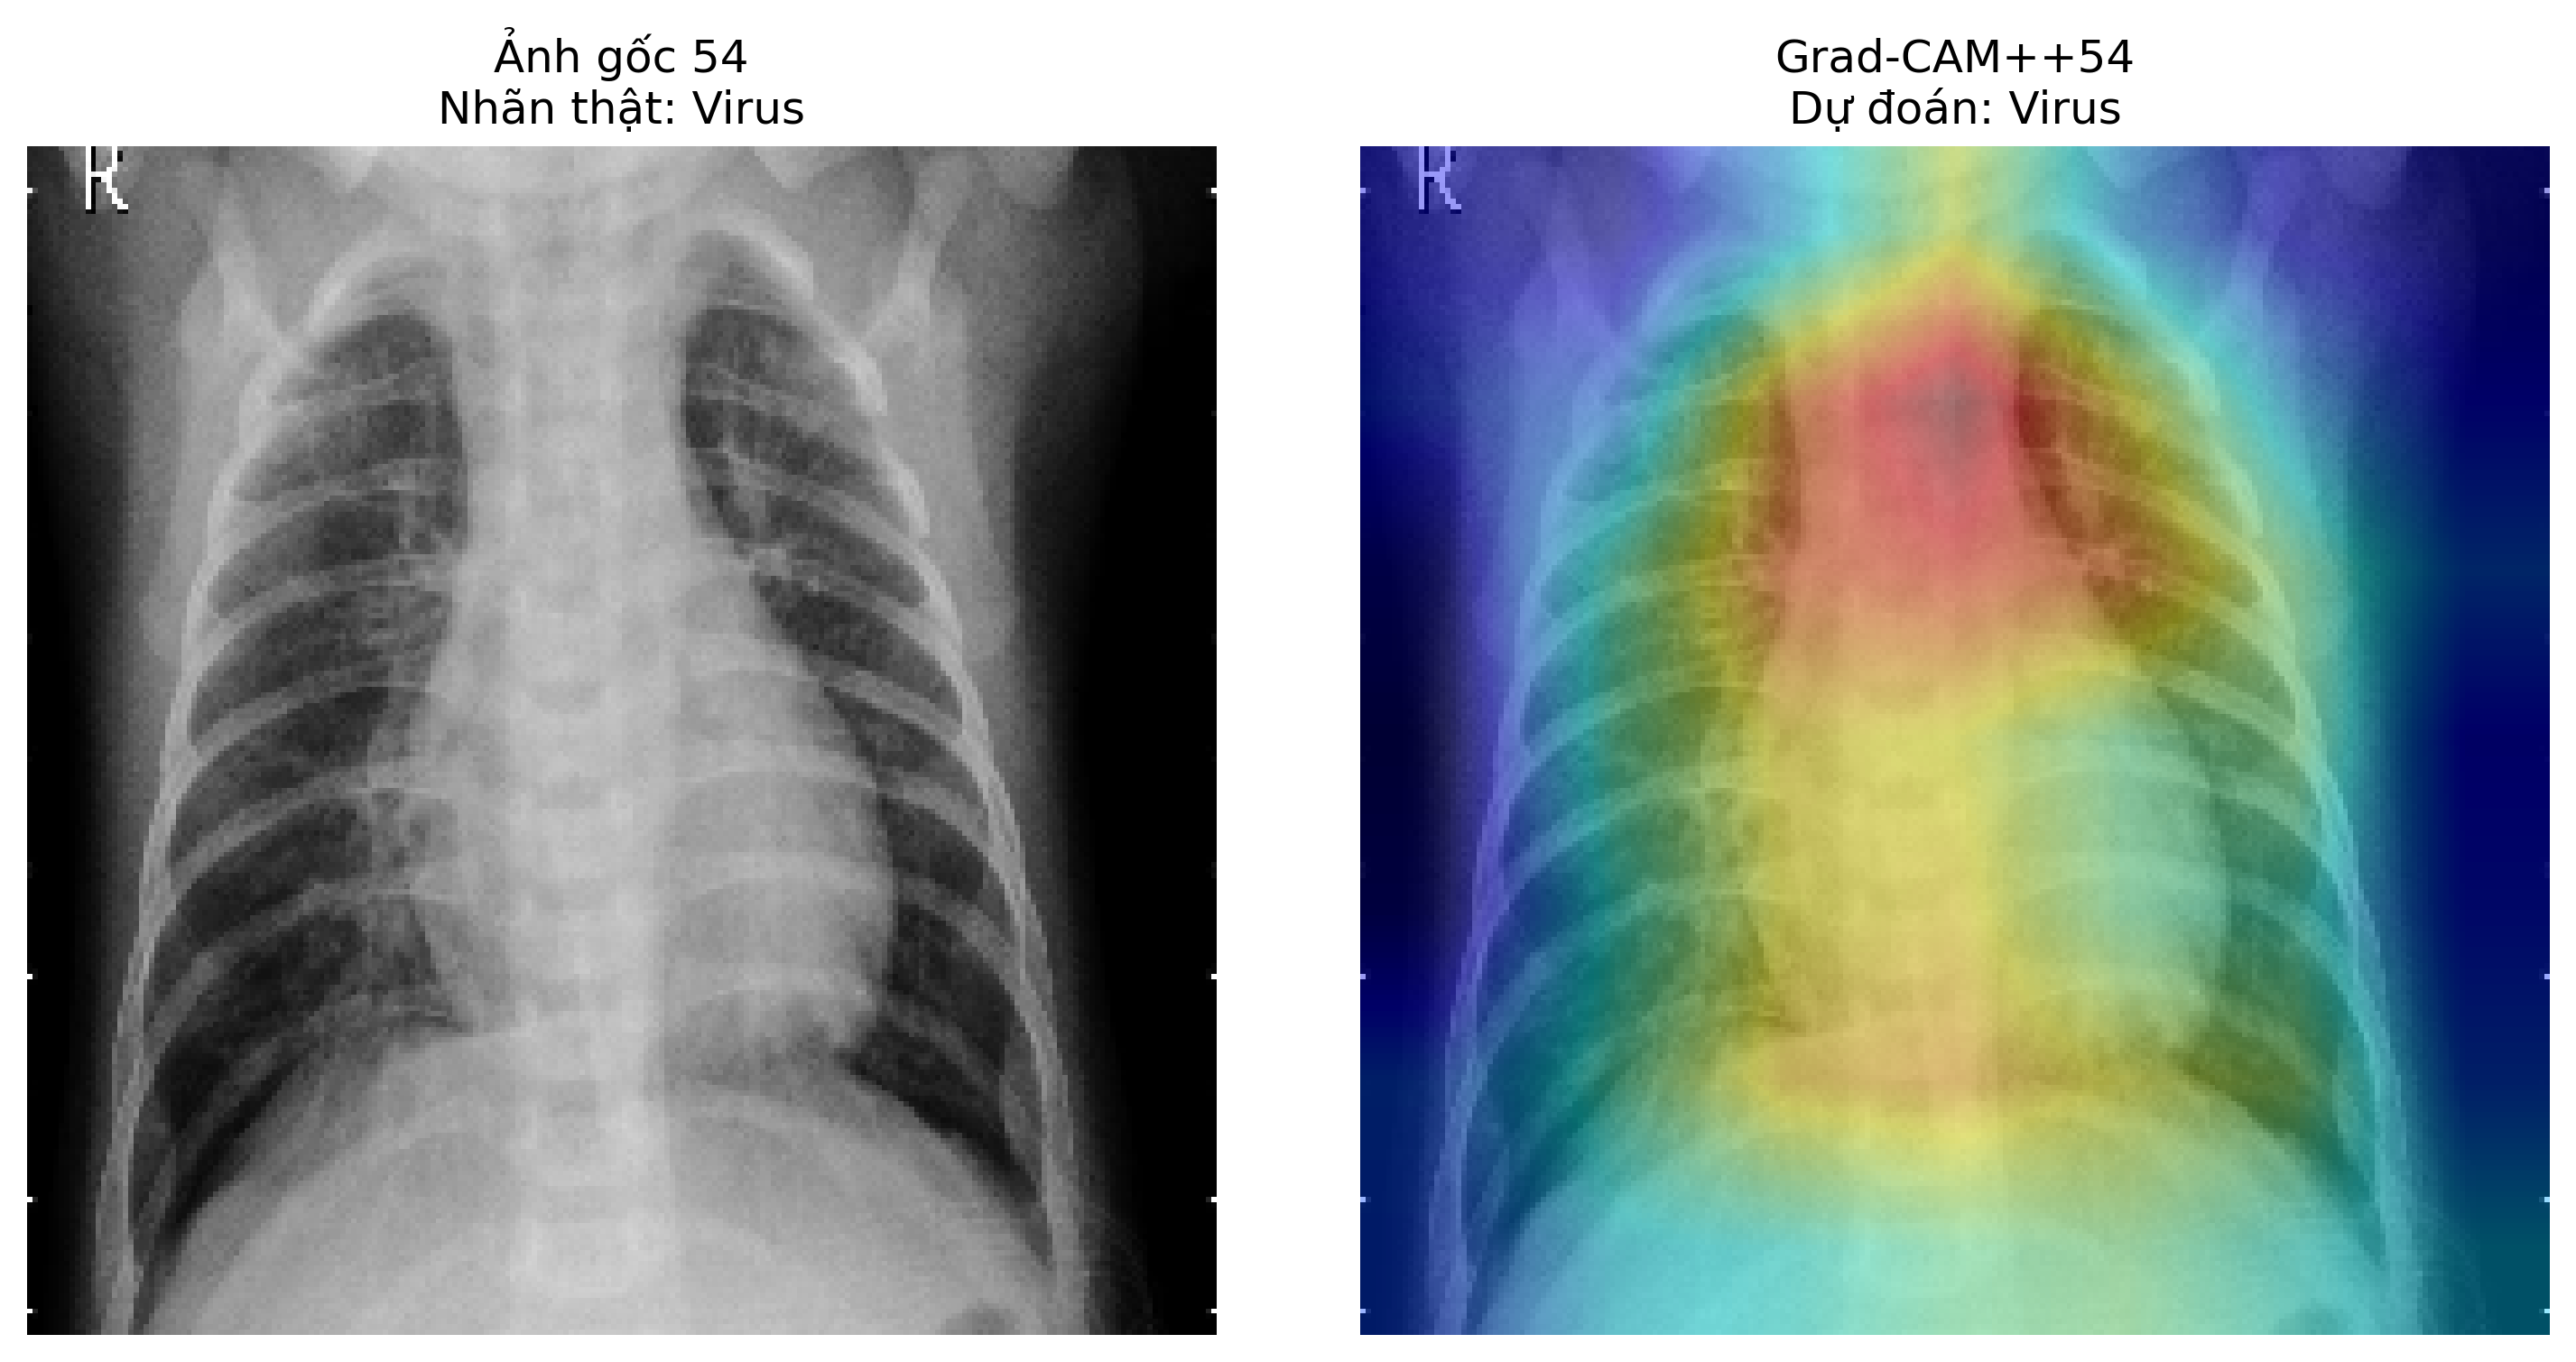 Ảnh gốc 54
Nhãn thật: Virus
Grad-CAM++54
Dự đoán: Virus
R